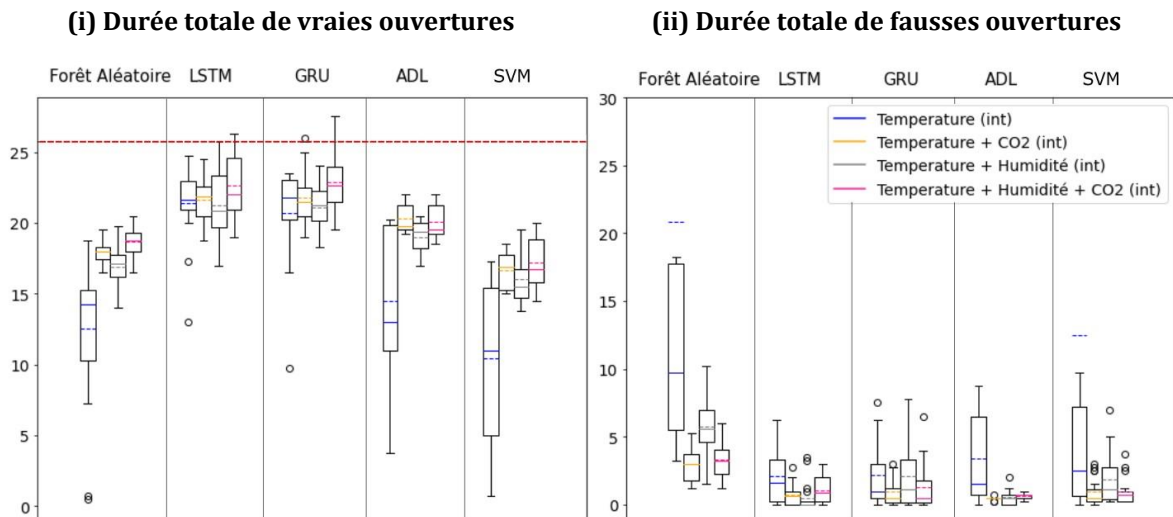 (i) Durée totale de vraies ouvertures
(ii) Durée totale de fausses ouvertures
Forêt Aléatoire LSTM GRU ADL SVM
25
20
15
10
5
0
Forêt Aléatoire LSTM GRU ADL SVM
30
25
20
15
10
5
0
Temperature (int)
Temperature + CO2 (int)
Temperature + Humidité (int)
Temperature + Humidité + CO2 (int)